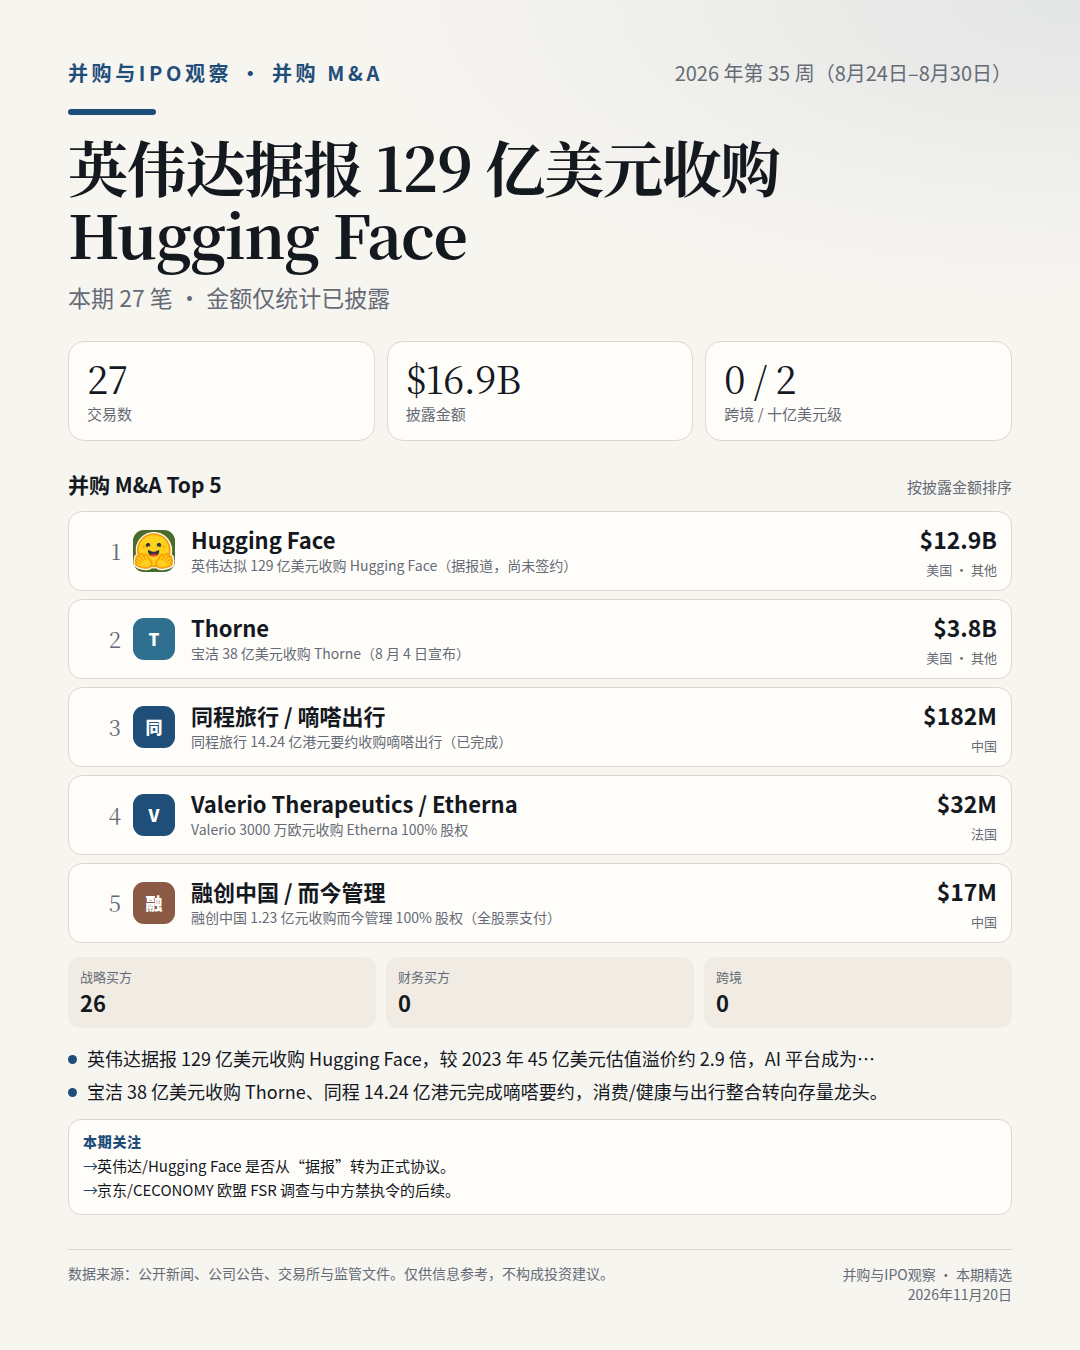 并购与IPO观察 · 并购 M&A
2026 年第 35 周（8月24日–8月30日）
英伟达据报 129 亿美元收购
Hugging Face
本期 27 笔 · 金额仅统计已披露
27
交易数
$16.9B
披露金额
0 / 2
跨境 / 十亿美元级
并购 M&A Top 5
按披露金额排序
1
Hugging Face
英伟达拟 129 亿美元收购 Hugging Face（据报道，尚未签约）
$12.9B
美国 · 其他
2
T
Thorne
宝洁 38 亿美元收购 Thorne（8 月 4 日宣布）
$3.8B
美国 · 其他
3
同
同程旅行 / 嘀嗒出行
同程旅行 14.24 亿港元要约收购嘀嗒出行（已完成）
$182M
中国
4
V
Valerio Therapeutics / Etherna
Valerio 3000 万欧元收购 Etherna 100% 股权
$32M
法国
5
融
融创中国 / 而今管理
融创中国 1.23 亿元收购而今管理 100% 股权（全股票支付）
$17M
中国
战略买方
26
财务买方
0
跨境
0
英伟达据报 129 亿美元收购 Hugging Face，较 2023 年 45 亿美元估值溢价约 2.9 倍，AI 平台成为…
宝洁 38 亿美元收购 Thorne、同程 14.24 亿港元完成嘀嗒要约，消费/健康与出行整合转向存量龙头。
本期关注
→英伟达/Hugging Face 是否从“据报”转为正式协议。
→京东/CECONOMY 欧盟 FSR 调查与中方禁执令的后续。
数据来源：公开新闻、公司公告、交易所与监管文件。仅供信息参考，不构成投资建议。
并购与IPO观察 · 本期精选
2026年11月20日